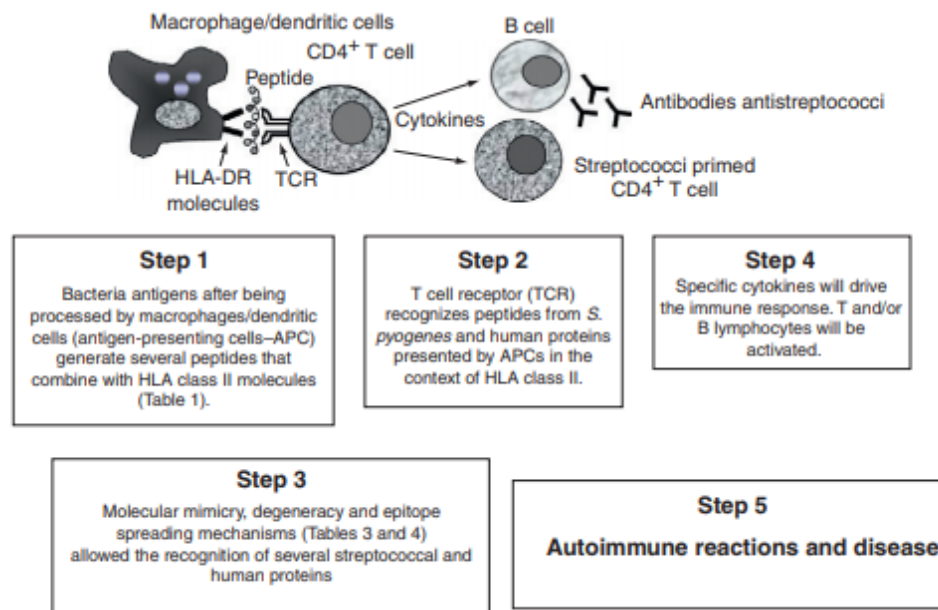 Macrophage/dendritic cells
CD4+ T cell
Peptide
HLA-DR
molecules
TCR
Cytokines
B cell
Antibodies antistreptococci
Streptococci primed
CD4+ T cell
Step 1
Bacteria antigens after being
processed by macrophages/dendritic
cells (antigen-presenting cells–APC)
generate several peptides that
combine with HLA class II molecules
(Table 1).
Step 2
T cell receptor (TCR)
recognizes peptides from S.
pyogenes and human proteins
presented by APCs in the
context of HLA class II.
Step 4
Specific cytokines will drive
the immune response. T and/or
B lymphocytes will be
activated.
Step 3
Molecular mimicry, degeneracy and epitope
spreading mechanisms (Tables 3 and 4)
allowed the recognition of several streptococcal and
human proteins
Step 5
Autoimmune reactions and disease